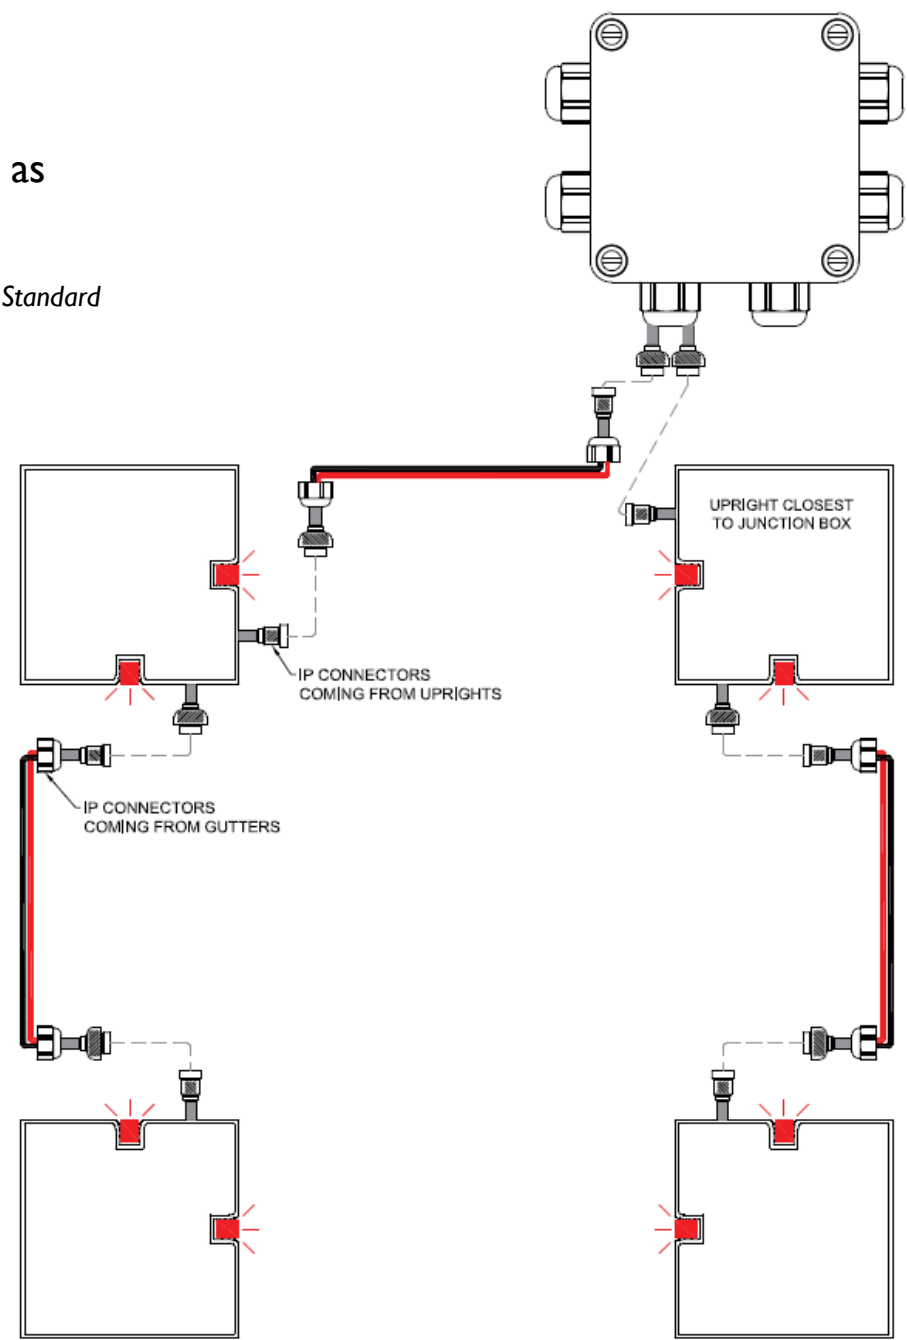 as
Standard
UPRIGHT CLOSEST
TO JUNCTION BOX
IP CONNECTORS
COMING FROM UPRIGHTS
IP CONNECTORS
COMING FROM GUTTERS